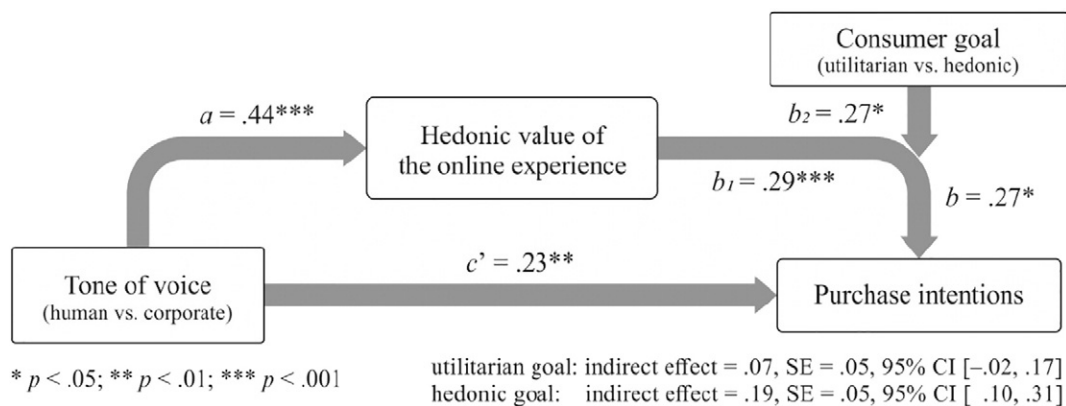 Consumer goal
(utilitarian vs. hedonic)
a = .44***
b₂ = .27*
Hedonic value of
the online experience
b₁ = .29***
b = .27*
Tone of voice
(human vs. corporate)
c’ = .23**
Purchase intentions
* p < .05; ** p < .01; *** p < .001
utilitarian goal: indirect effect = .07, SE = .05, 95% CI [–.02, .17]
hedonic goal: indirect effect = .19, SE = .05, 95% CI [ .10, .31]